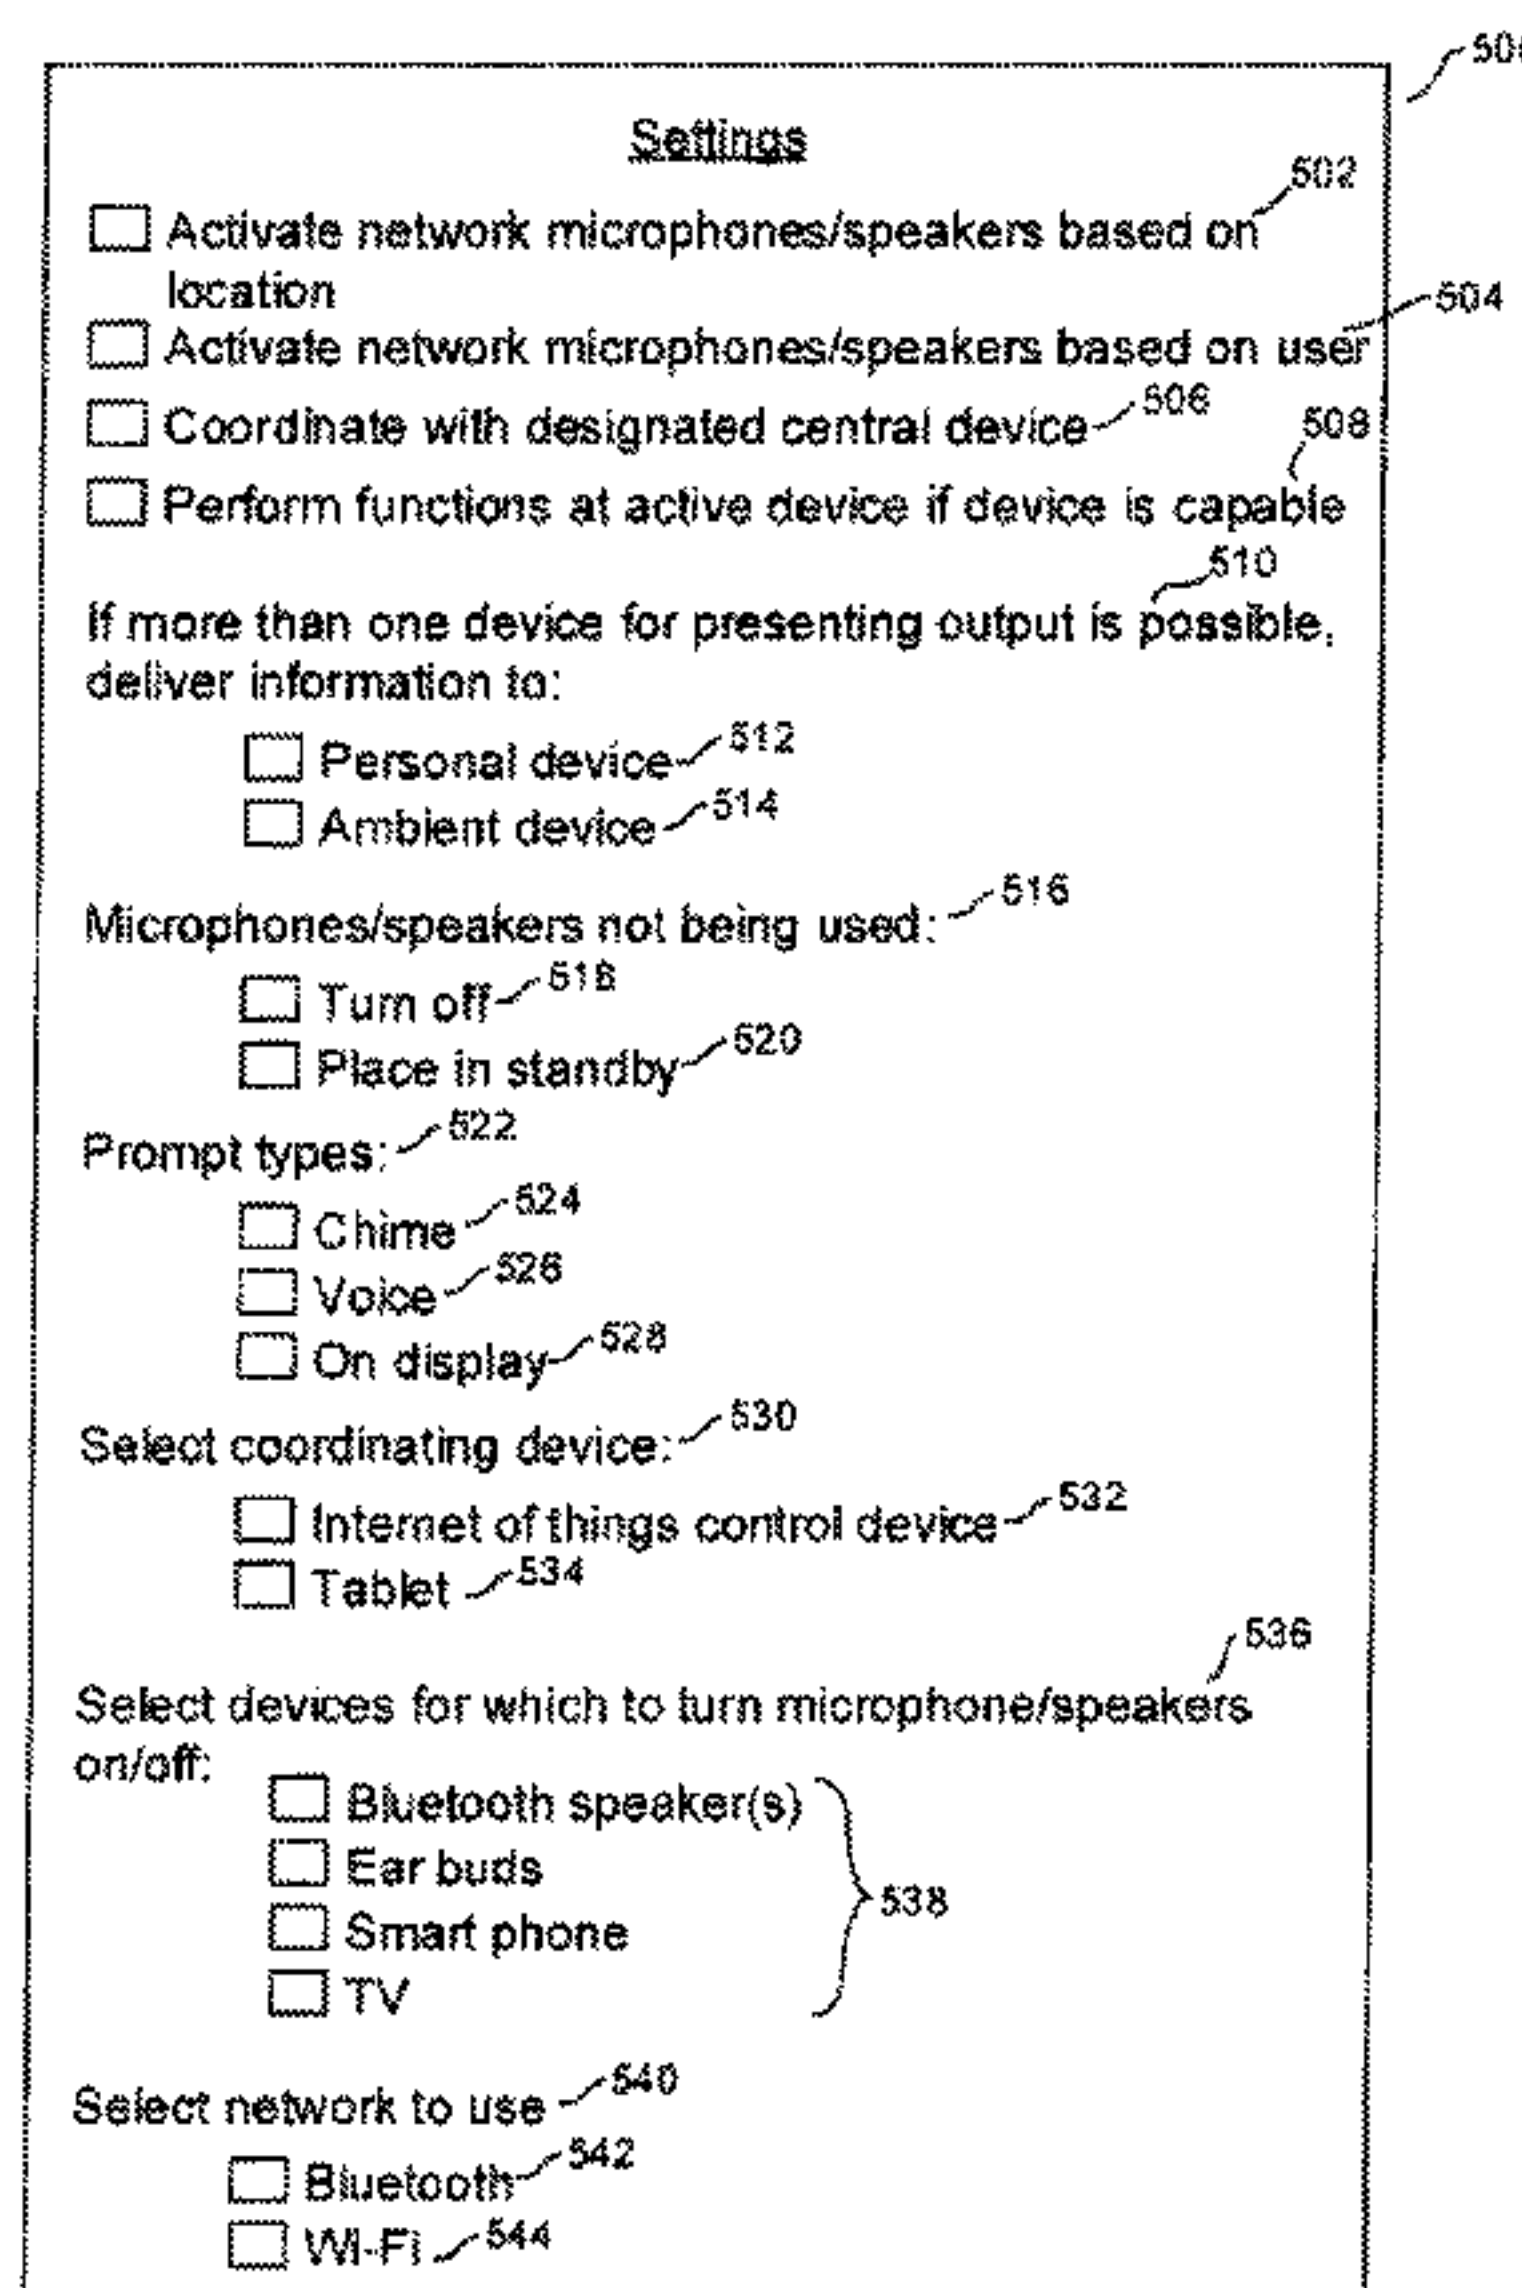 Settings
502
Activate network microphones/speakers based on
location
504
Activate network microphones/speakers based on user
506
Coordinate with designated central device
508
Perform functions at active device if device is capable
510
If more than one device for presenting output is possible,
deliver information to:
Personal device 512
Ambient device 514
Microphones/speakers not being used: 516
Turn off 518
Place in standby 520
Prompt types: 522
Chime 524
Voice 526
On display 528
Select coordinating device: 530
Internet of things control device 532
Tablet 534
536
Select devices for which to turn microphone/speakers
on/off:
Bluetooth speaker(s)
Ear buds
538
Smart phone
TV
Select network to use 540
Bluetooth 542
Wi-Fi 544